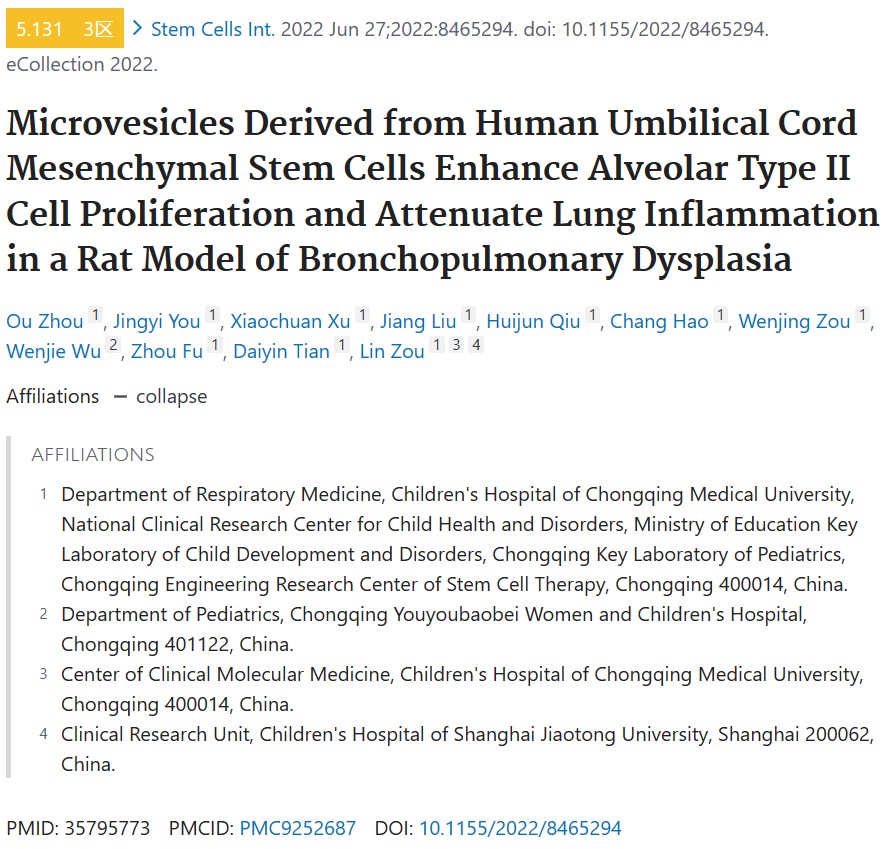 5.131 3区 > Stem Cells Int. 2022 Jun 27;2022:8465294. doi: 10.1155/2022/8465294.
eCollection 2022.
Microvesicles Derived from Human Umbilical Cord
Mesenchymal Stem Cells Enhance Alveolar Type II
Cell Proliferation and Attenuate Lung Inflammation
in a Rat Model of Bronchopulmonary Dysplasia
Ou Zhou 1, Jingyi You 1, Xiaochuan Xu 1, Jiang Liu 1, Huijun Qiu 1, Chang Hao 1, Wenjing Zou 1,
Wenjie Wu 2, Zhou Fu 1, Daiyin Tian 1, Lin Zou 1 3 4
Affiliations — collapse
AFFILIATIONS
1 Department of Respiratory Medicine, Children's Hospital of Chongqing Medical University,
National Clinical Research Center for Child Health and Disorders, Ministry of Education Key
Laboratory of Child Development and Disorders, Chongqing Key Laboratory of Pediatrics,
Chongqing Engineering Research Center of Stem Cell Therapy, Chongqing 400014, China.
2 Department of Pediatrics, Chongqing Youyoubaobei Women and Children's Hospital,
Chongqing 401122, China.
3 Center of Clinical Molecular Medicine, Children's Hospital of Chongqing Medical University,
Chongqing 400014, China.
4 Clinical Research Unit, Children's Hospital of Shanghai Jiaotong University, Shanghai 200062,
China.
PMID: 35795773 PMCID: PMC9252687 DOI: 10.1155/2022/8465294